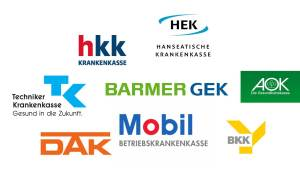 hkk
KRANKENKASSE
HEK
HANSEATISCHE
KRANKENKASSE
TK
Techniker
Krankenkasse
Gesund in die Zukunft.
BARMER GEK
AOK
Die Gesundheitskasse.
DAK
Mobil
BETRIEBSKRANKENKASSE
BKK